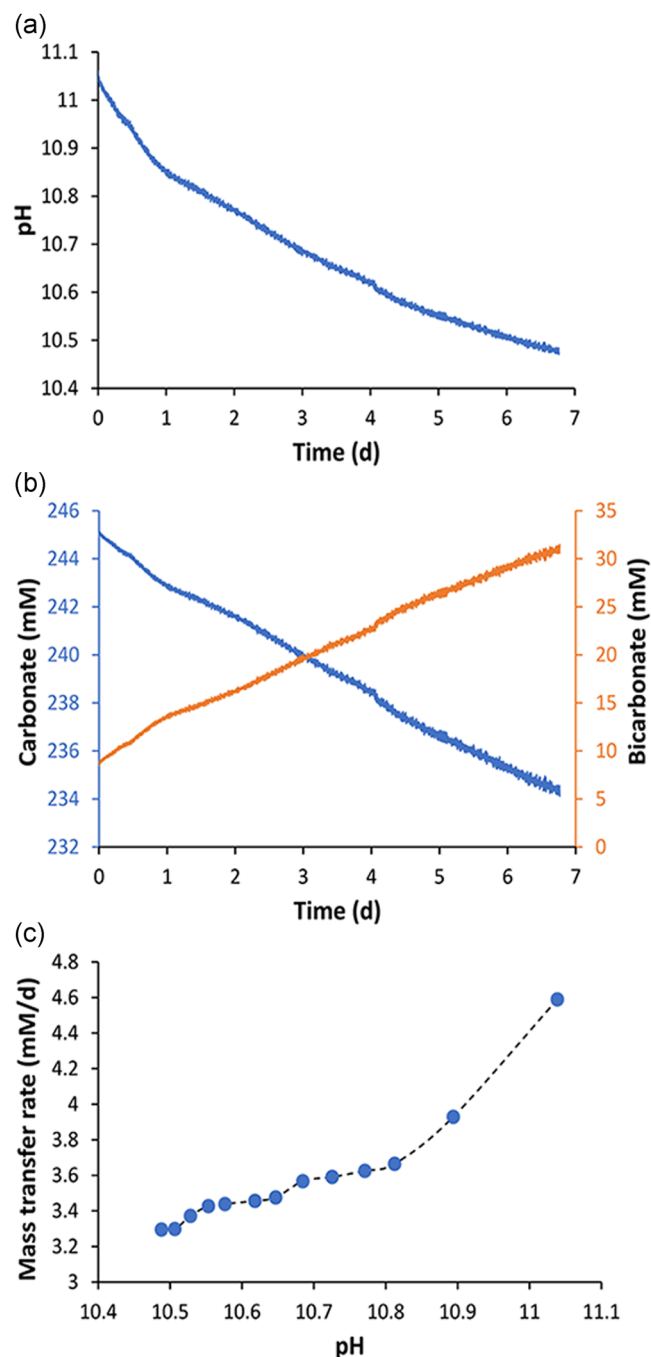 (a)
11.1
11
10.9
10.8
10.7
10.6
10.5
10.4
pH
0 1 2 3 4 5 6 7
Time (d)
(b)
246
244
242
240
238
236
234
232
Carbonate (mM)
35
30
25
20
15
10
5
0
Bicarbonate (mM)
0 1 2 3 4 5 6 7
Time (d)
(c)
4.8
4.6
4.4
4.2
4
3.8
3.6
3.4
3.2
3
Mass transfer rate (mM/d)
10.4 10.5 10.6 10.7 10.8 10.9 11 11.1
pH